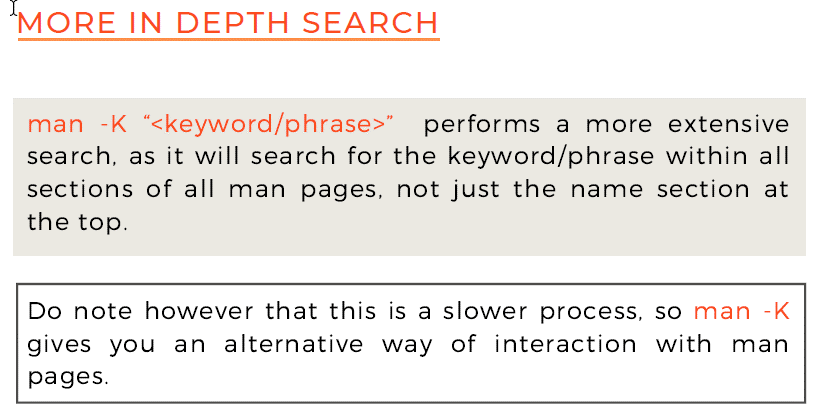 MORE IN DEPTH SEARCH
man -K “<keyword/phrase>” performs a more extensive
search, as it will search for the keyword/phrase within all
sections of all man pages, not just the name section at
the top.
Do note however that this is a slower process, so man -K
gives you an alternative way of interaction with man
pages.